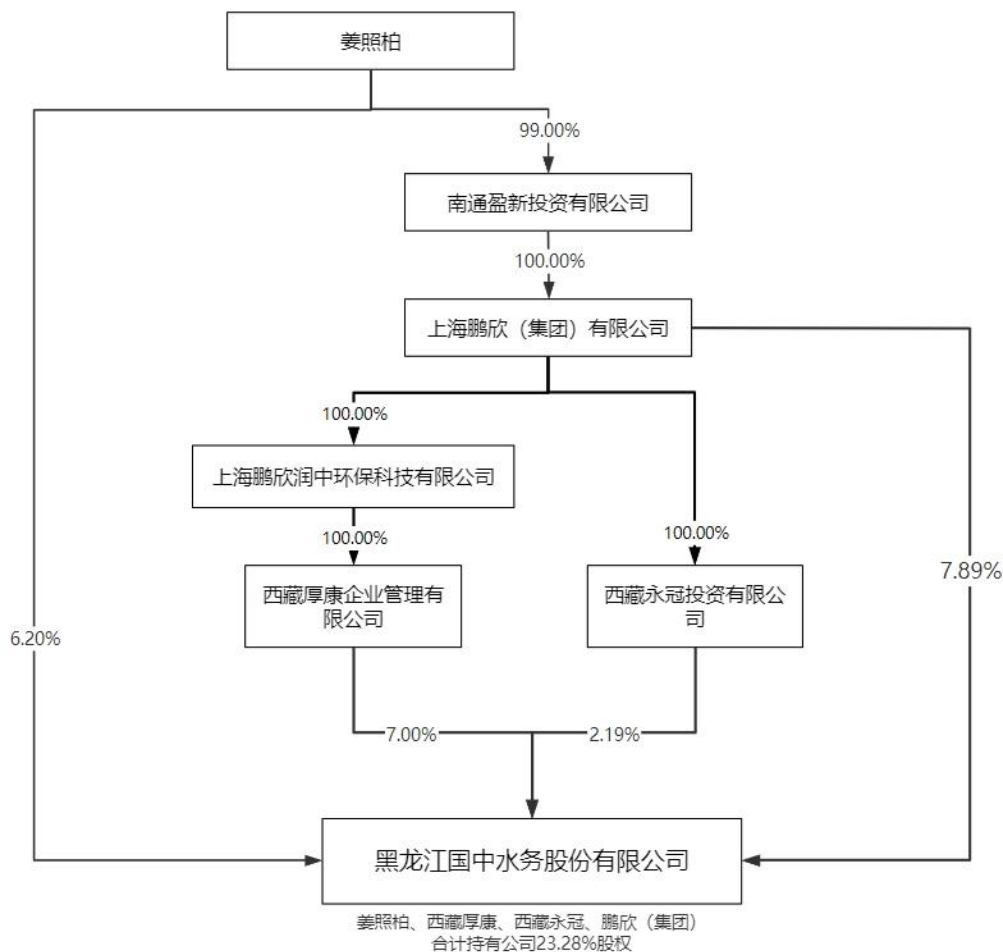 姜照柏
99.00%
南通盈新投资有限公司
100.00%
上海鹏欣（集团）有限公司
100.00%
上海鹏欣润中环保科技有限公司
100.00%
100.00%
西藏厚康企业管理有
限公司
西藏永冠投资有限公
司
7.89%
6.20%
7.00%
2.19%
黑龙江国中水务股份有限公司
姜照柏、西藏厚康、西藏永冠、鹏欣（集团）
合计持有公司23.28%股权